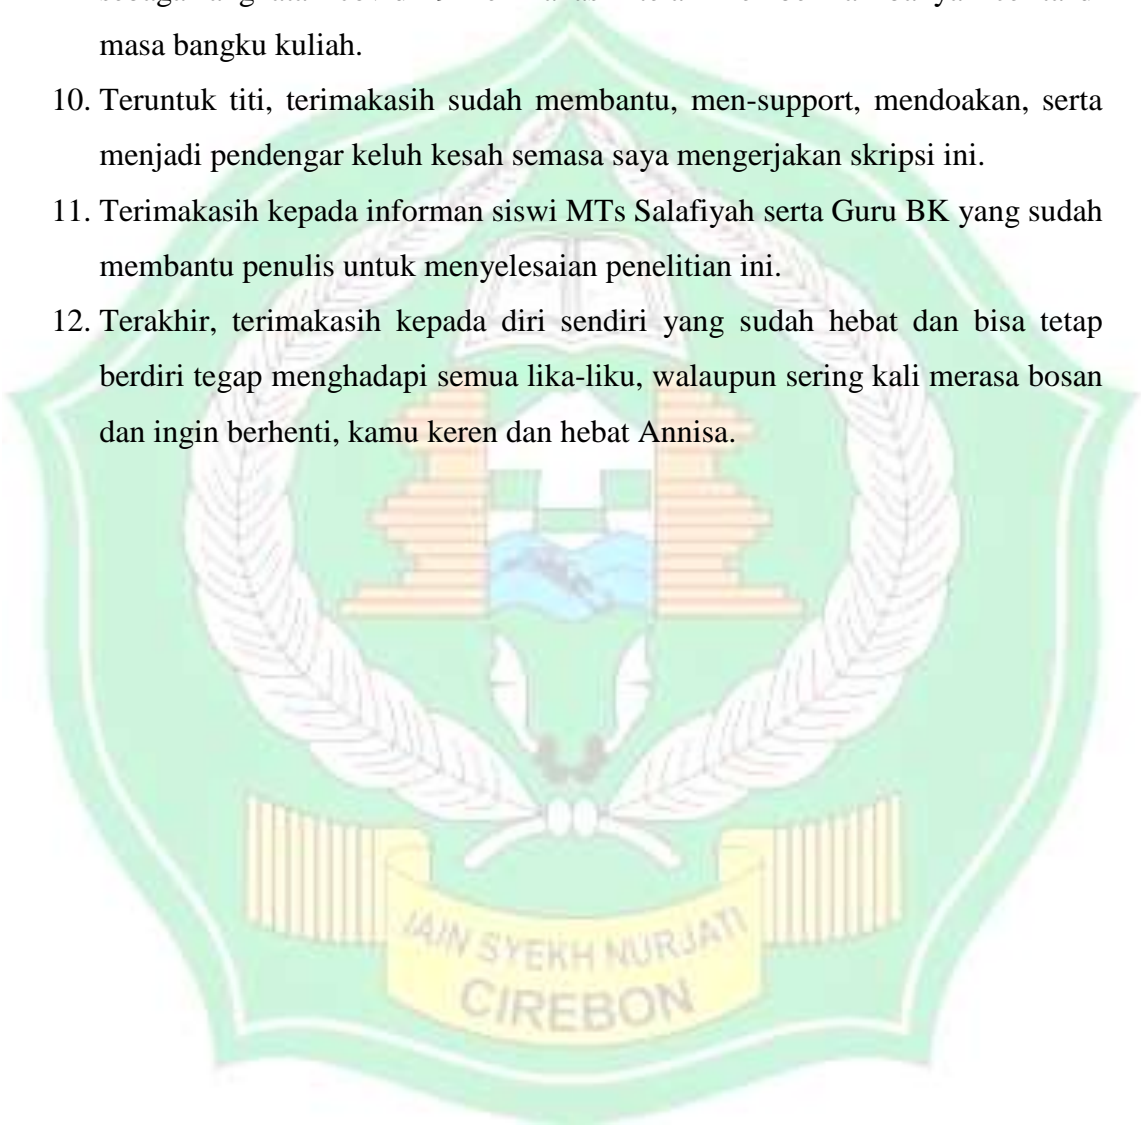 masa bangku kuliah.
10. Teruntuk titi, terimakasih sudah membantu, men-support, mendoakan, serta
menjadi pendengar keluh kesah semasa saya mengerjakan skripsi ini.
11. Terimakasih kepada informan siswi MTs Salafiyah serta Guru BK yang sudah
membantu penulis untuk menyelesaian penelitian ini.
12. Terakhir, terimakasih kepada diri sendiri yang sudah hebat dan bisa tetap
berdiri tegap menghadapi semua lika-liku, walaupun sering kali merasa bosan
dan ingin berhenti, kamu keren dan hebat Annisa.
IAIN SYEKH NURJATI
CIREBON